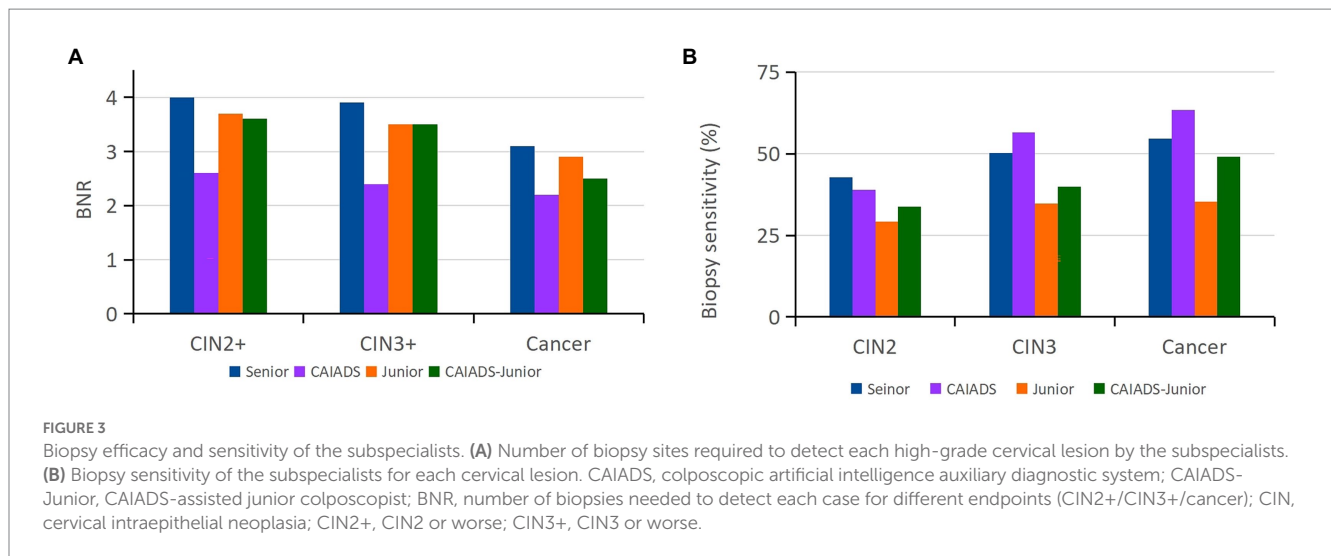 A
BNR
4
3
2
1
0
CIN2+ CIN3+ Cancer
Senior CAIADS Junior CAIADS-Junior
B
Biopsy sensitivity (%)
75
50
25
0
CIN2 CIN3 Cancer
Seinor CAIADS Junior CAIADS-Junior
FIGURE 3
Biopsy efficacy and sensitivity of the subspecialists. (A) Number of biopsy sites required to detect each high-grade cervical lesion by the subspecialists.
(B) Biopsy sensitivity of the subspecialists for each cervical lesion. CAIADS, colposcopic artificial intelligence auxiliary diagnostic system; CAIADS-
Junior, CAIADS-assisted junior colposcopist; BNR, number of biopsies needed to detect each case for different endpoints (CIN2+/CIN3+/cancer); CIN,
cervical intraepithelial neoplasia; CIN2+, CIN2 or worse; CIN3+, CIN3 or worse.